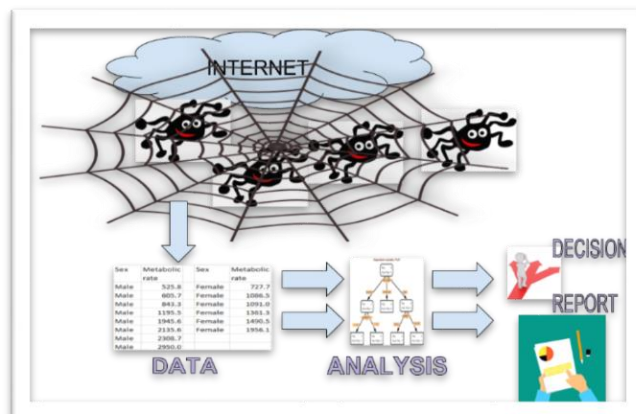 INTERNET
DECISION
Sex Metabolic rate Sex Metabolic rate
Male 525.8 Female 727.7
Male 605.7 Female 1086.5
Male 843.3 Female 1091.0
Male 1195.5 Female 1361.3
Male 1945.6 Female 1490.5
Male 2135.6 Female 1956.1
Male 2308.7
Male 2950.0
REPORT
DATA
ANALYSIS